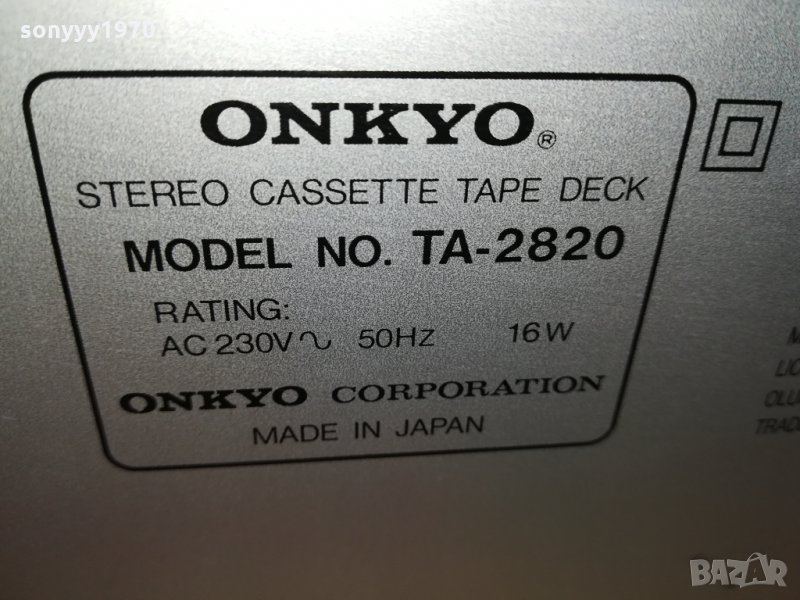 sonyyy1970
ONKYO®
STEREO CASSETTE TAPE DECK
MODEL NO. TA-2820
RATING:
AC 230V∿ 50HZ 16W
ONKYO CORPORATION
MADE IN JAPAN
BAZAR